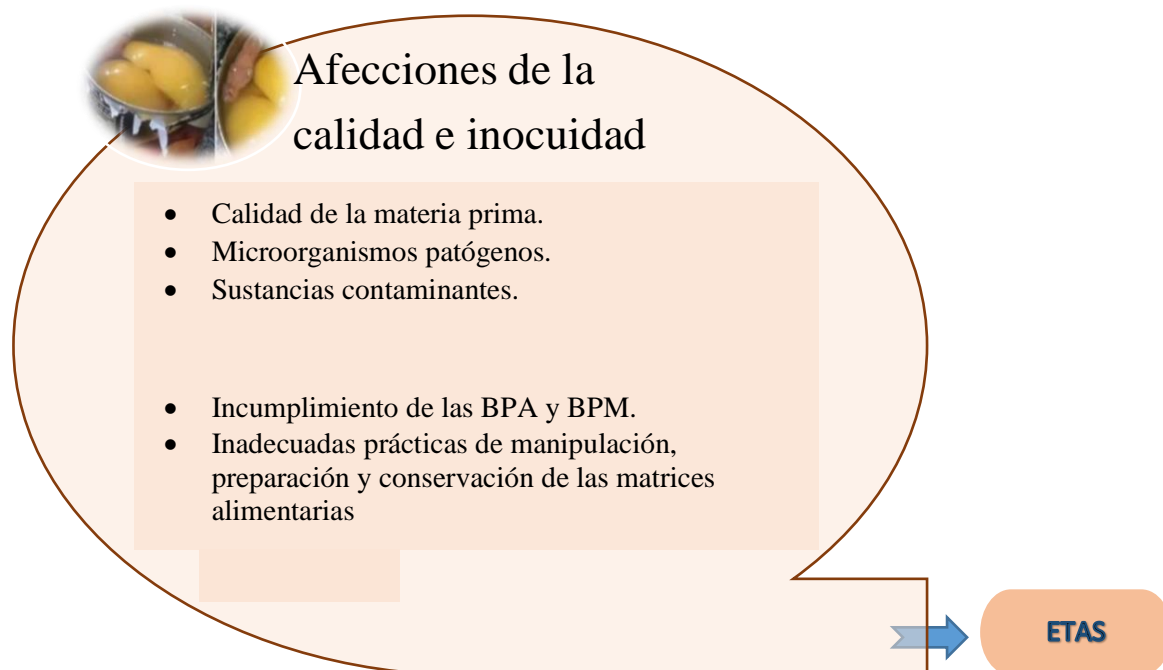 Afecciones de la
calidad e inocuidad
• Calidad de la materia prima.
• Microorganismos patógenos.
• Sustancias contaminantes.
• Incumplimiento de las BPA y BPM.
• Inadecuadas prácticas de manipulación,
preparación y conservación de las matrices
alimentarias
ETAS